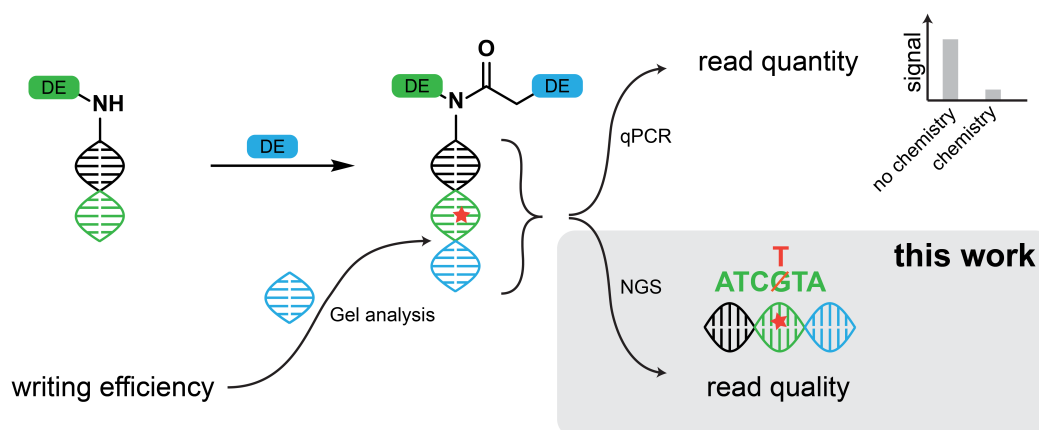 DE
NH
DE
DE
N
O
DE
Gel analysis
writing efficiency
qPCR
read quantity
signal
no chemistry
chemistry
NGS
this work
T
ATCGTA
read quality